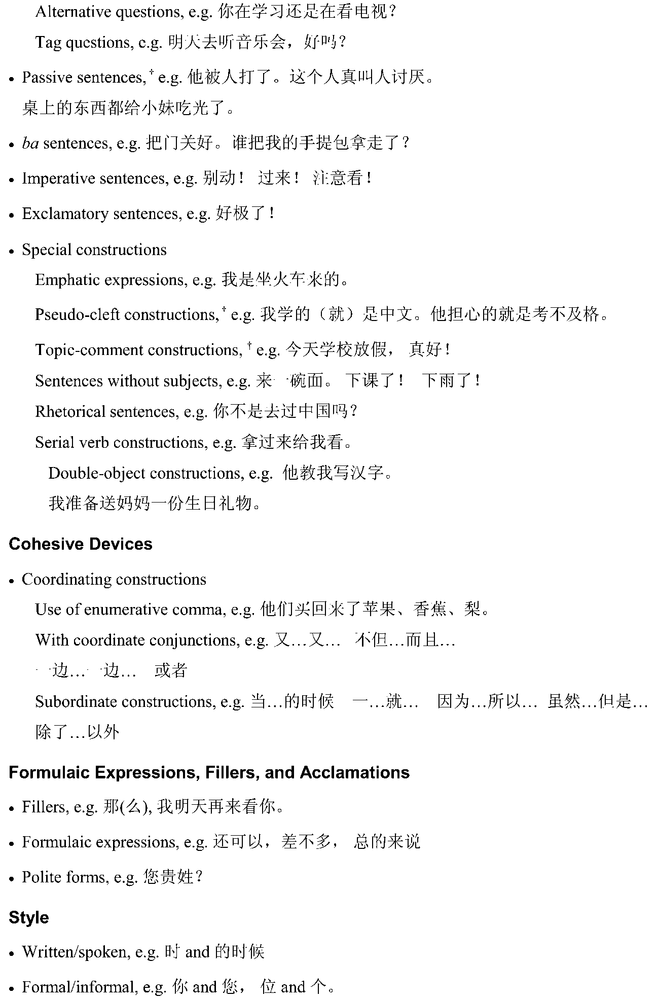 Alternative questions, e.g. 你在学习还是在看电视？
Tag questions, e.g. 明天去听音乐会，好吗？
• Passive sentences,† e.g. 他被人打了。这个人真叫人讨厌。
桌上的东西都给小妹吃光了。
• ba sentences, e.g. 把门关好。谁把我的手提包拿走了？
• Imperative sentences, e.g. 别动！ 过来！ 注意看！
• Exclamatory sentences, e.g. 好极了！
• Special constructions
Emphatic expressions, e.g. 我是坐火车来的。
Pseudo-cleft constructions,† e.g. 我学的（就）是中文。他担心的就是考不及格。
Topic-comment constructions, † e.g. 今天学校放假， 真好！
Sentences without subjects, e.g. 来一碗面。 下课了！ 下雨了！
Rhetorical sentences, e.g. 你不是去过中国吗？
Serial verb constructions, e.g. 拿过来给我看。
Double-object constructions, e.g. 他教我写汉字。
我准备送妈妈一份生日礼物。
Cohesive Devices
• Coordinating constructions
Use of enumerative comma, e.g. 他们买回来了苹果、香蕉、梨。
With coordinate conjunctions, e.g. 又…又… 不但…而且…
一边…一边… 或者
Subordinate constructions, e.g. 当…的时候 一…就… 因为…所以… 虽然…但是…
除了…以外
Formulaic Expressions, Fillers, and Acclamations
• Fillers, e.g. 那(么), 我明天再来看你。
• Formulaic expressions, e.g. 还可以，差不多， 总的来说
• Polite forms, e.g. 您贵姓？
Style
• Written/spoken, e.g. 时 and 的时候
• Formal/informal, e.g. 你 and 您， 位 and 个。